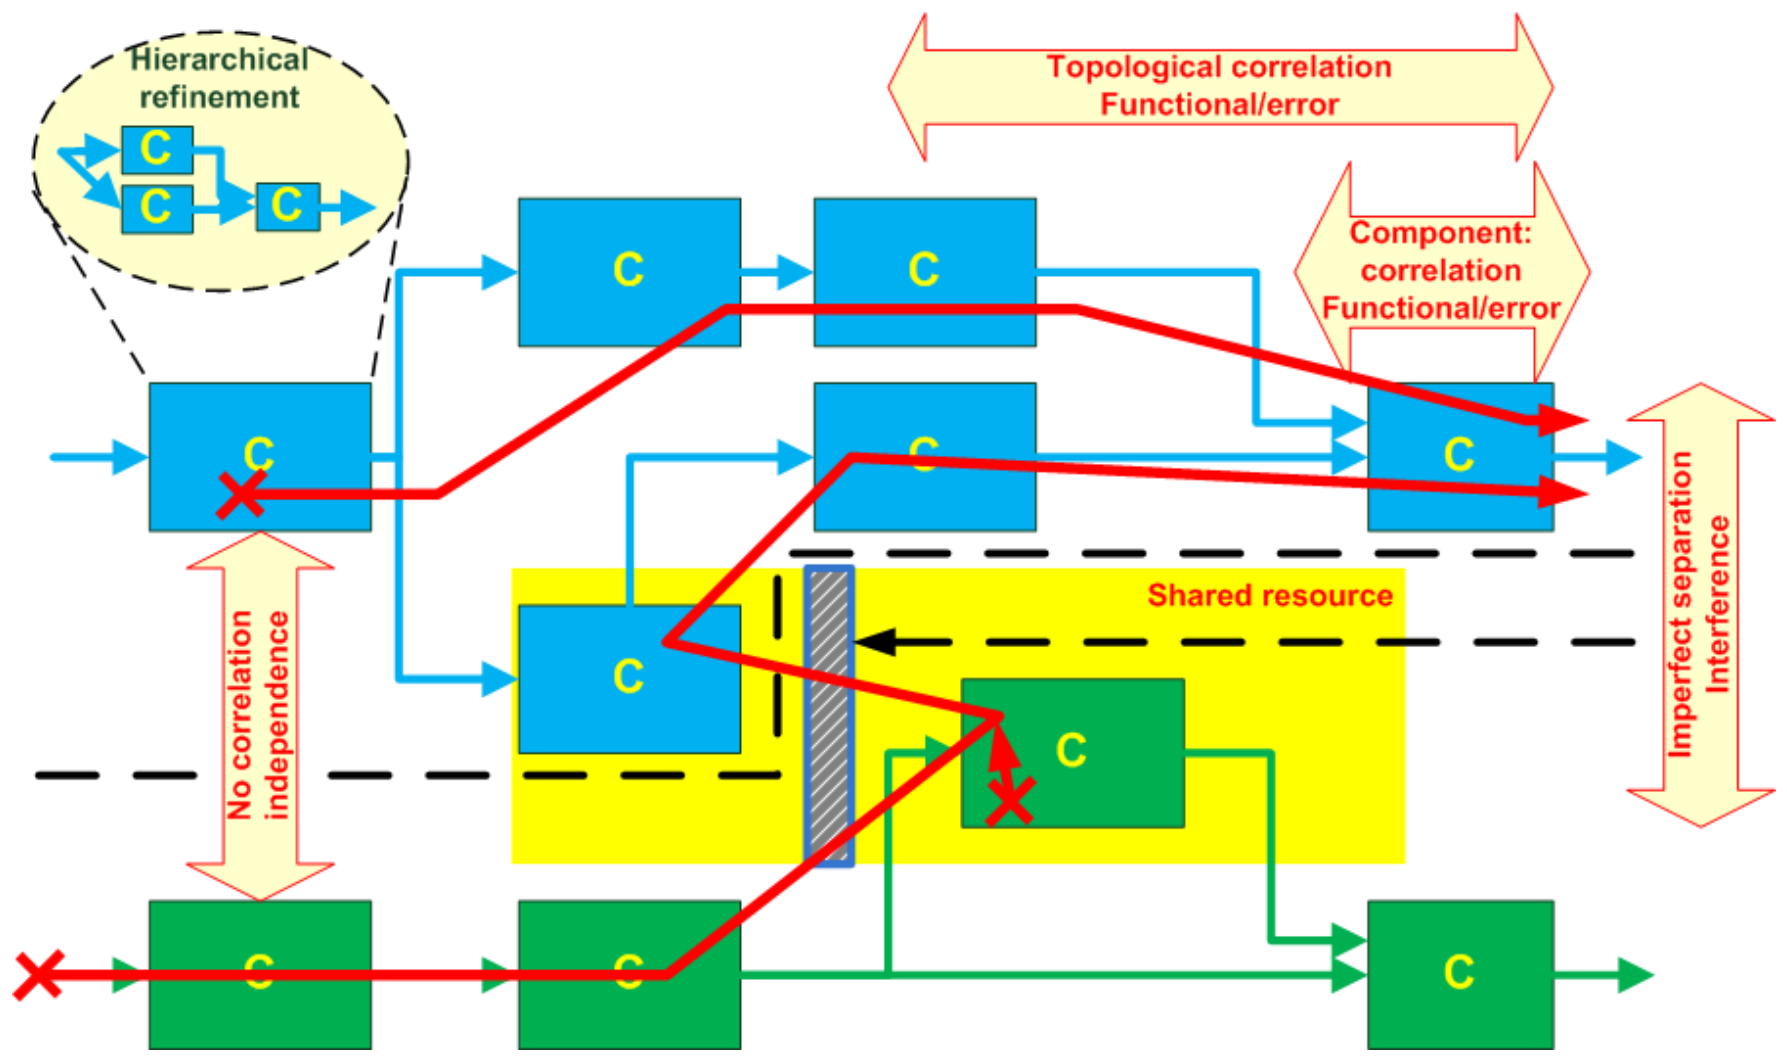 Hierarchical
refinement
C
C
C
Topological correlation
Functional/error
Component:
correlation
Functional/error
C
C
C
C
C
Shared resource
C
C
No correlation
independence
Imperfect separation
Interference
C
C
C